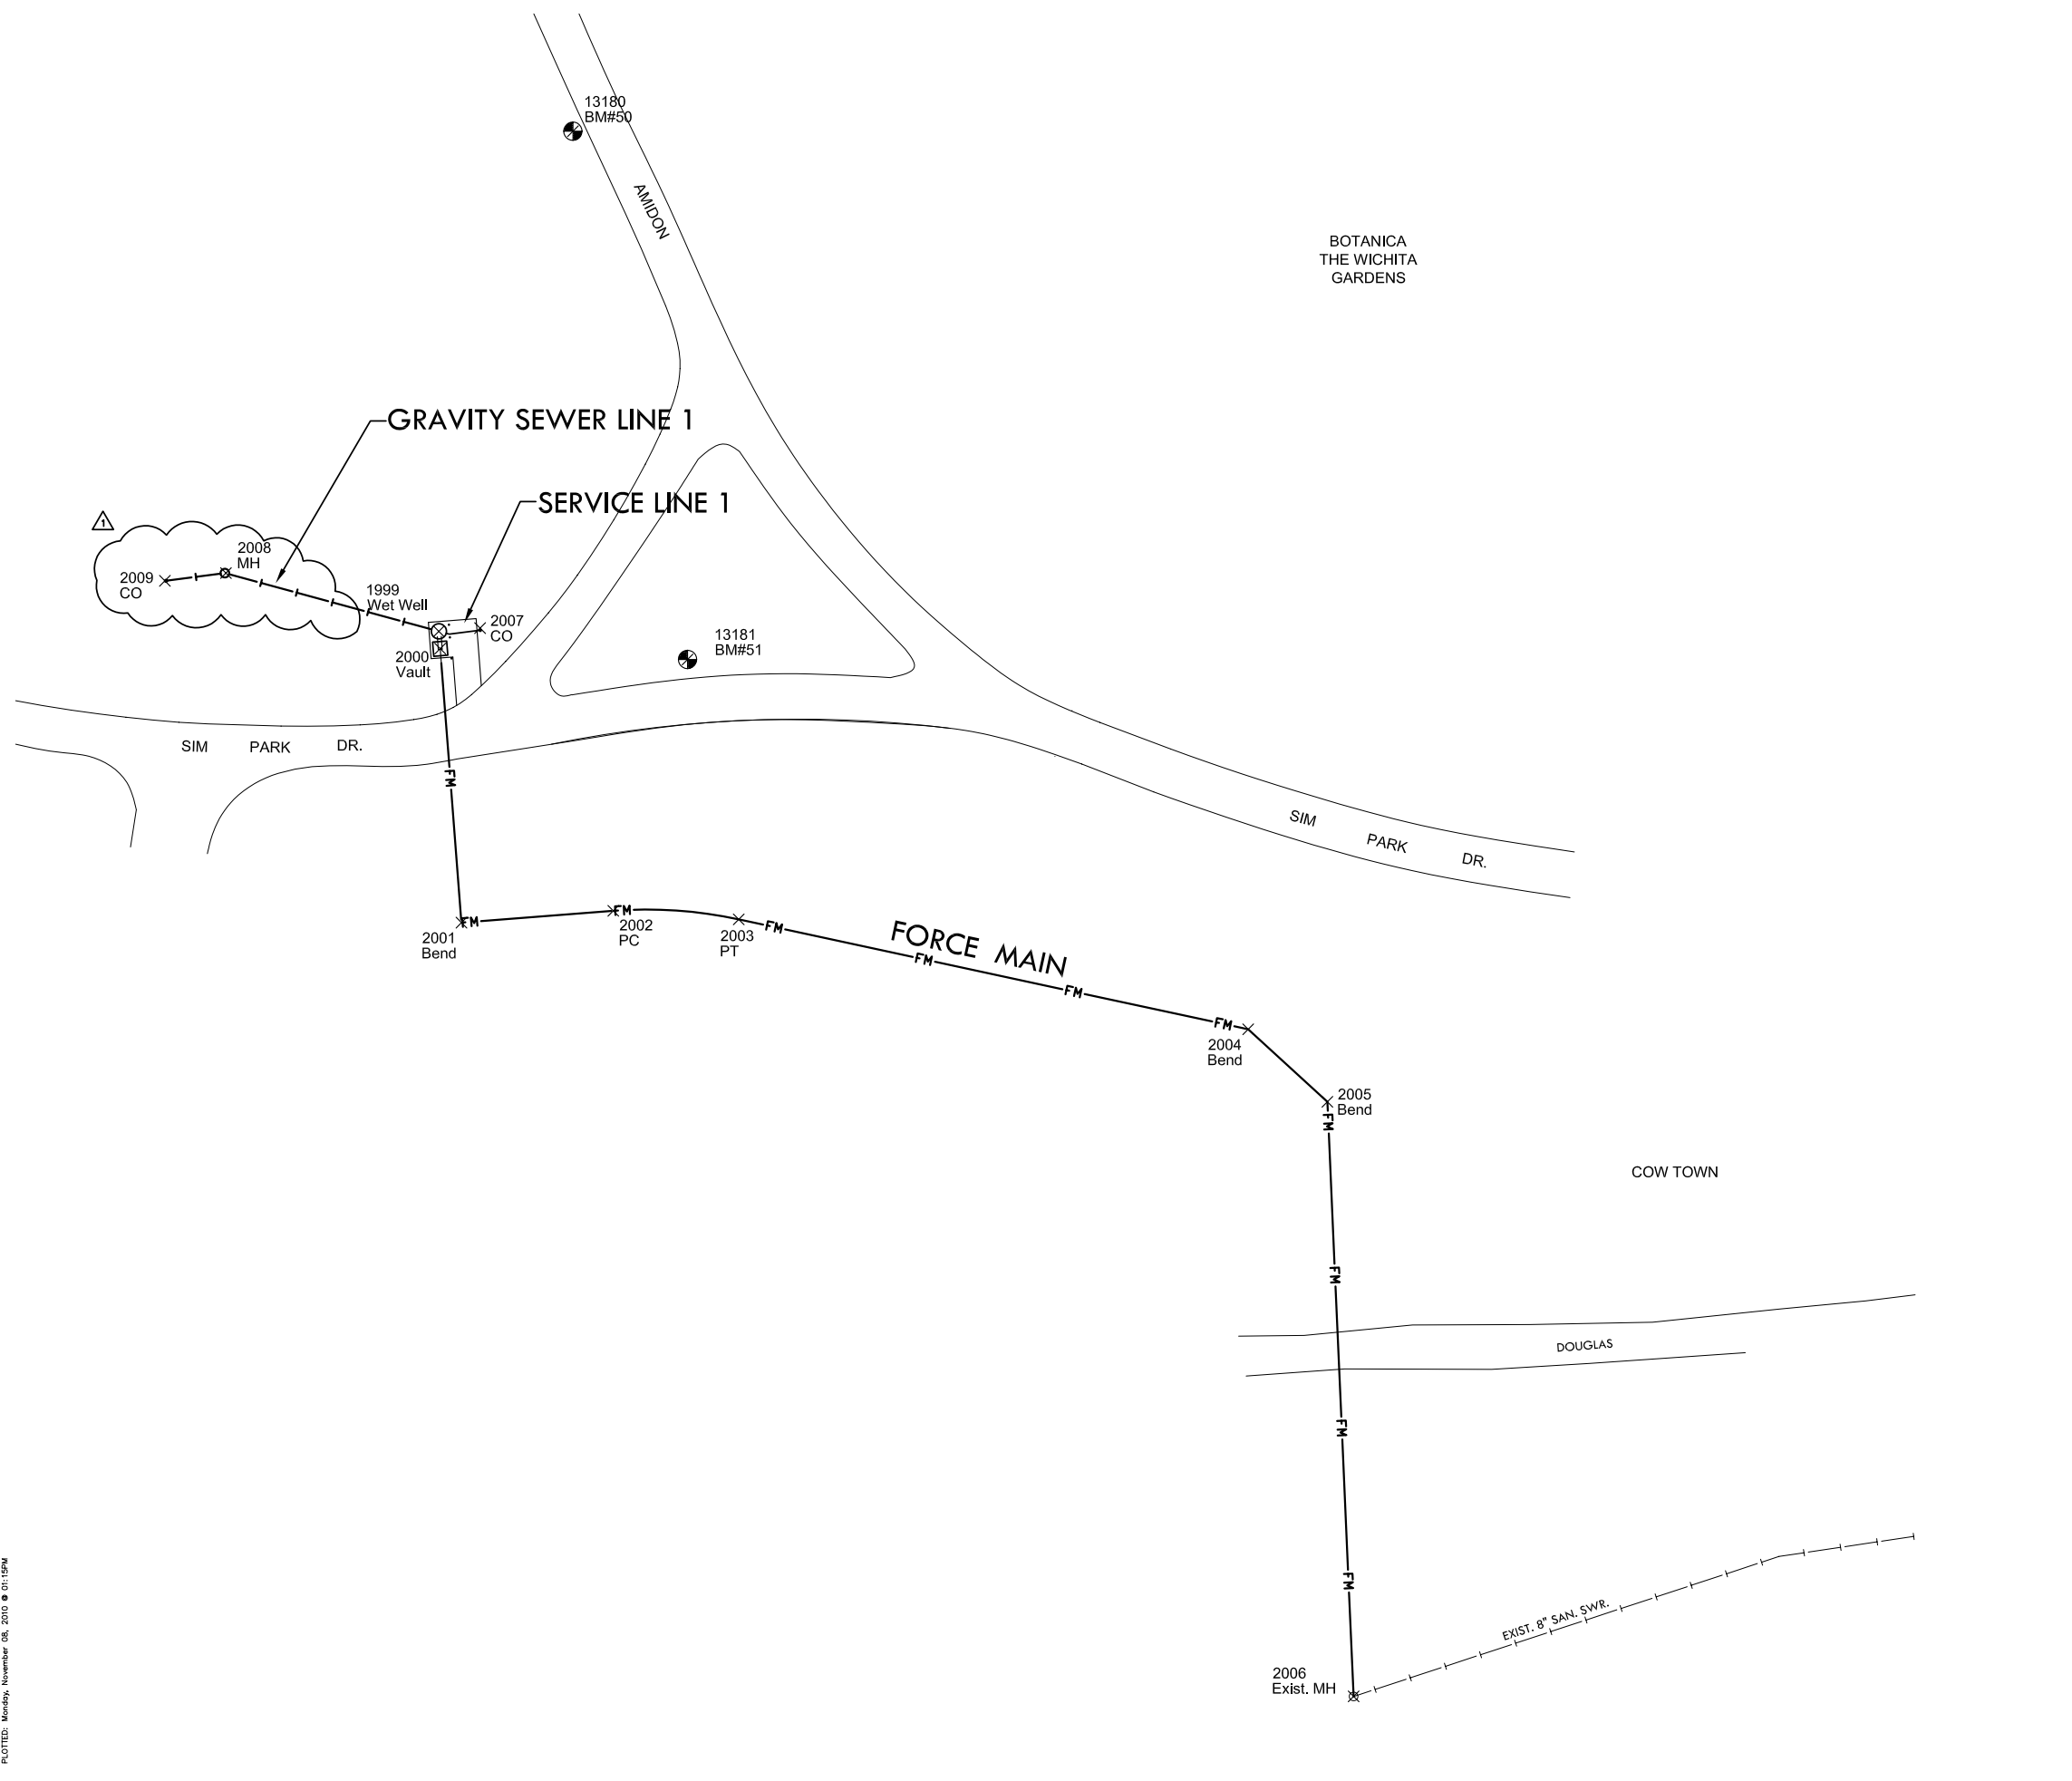 13180
BM#50
AMIDON
BOTANICA
THE WICHITA
GARDENS
GRAVITY SEWER LINE 1
SERVICE LINE 1
1
2008
MH
2009
CO
1999
Wet Well
2007
CO
2000
Vault
13181
BM#51
SIM PARK DR.
FM
SIM PARK DR.
FM
FM
2001
Bend
2002
PC
2003
PT
FM
FORCE MAIN
FM
FM
FM
2004
Bend
2005
Bend
FM
COW TOWN
FM
DOUGLAS
FM
FM
EXIST. 8" SAN. SWR.
2006
Exist. MH
PLOTTED: Monday, November 08, 2010 @ 01:15PM